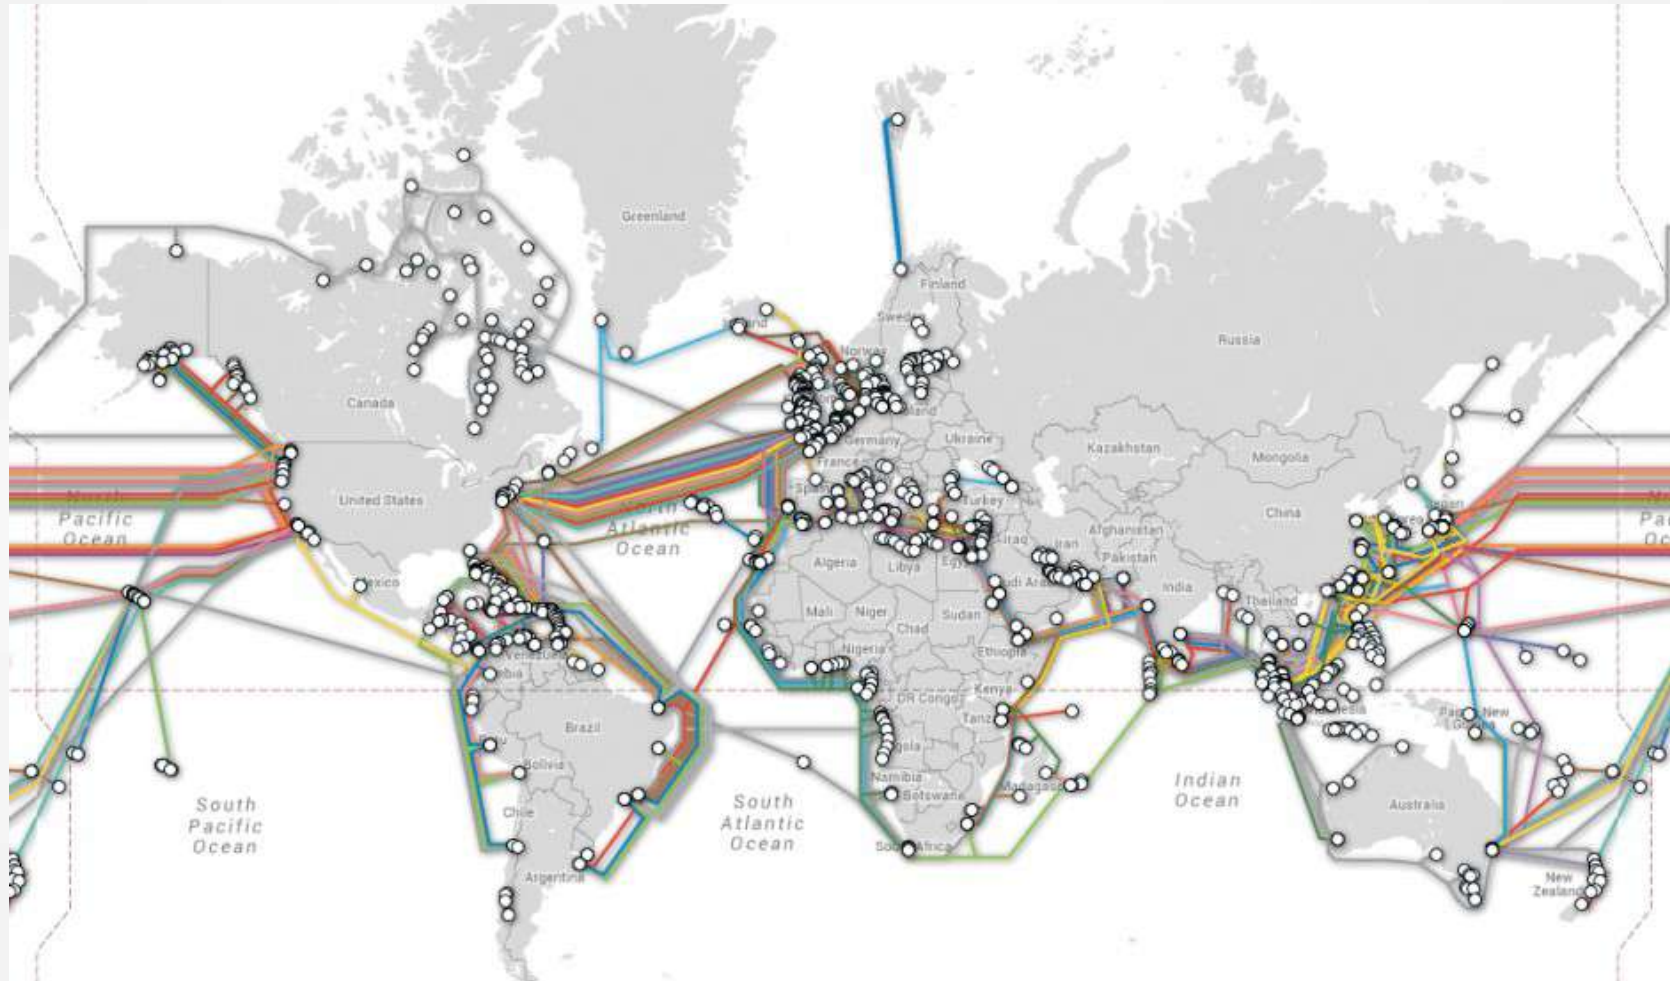 Greenland
Finland
Russia
Canada
Germany
Ukraine
Kazakhstan
Mongolia
France
United States
Turkey
China
North
Pacific
Ocean
Atlantic
Ocean
Afghanistan
Iraq
Iran
Pakistan
Algeria
Libya
Mexico
India
Mali
Niger
Chad
Sudan
Thailand
Nigeria
Ethiopia
DR Congo
Kenya
Brazil
Bolivia
Namibia
Botswana
Chile
South
Pacific
Ocean
South
Atlantic
Ocean
Indian
Ocean
Australia
South Africa
Argentina
New
Zealand